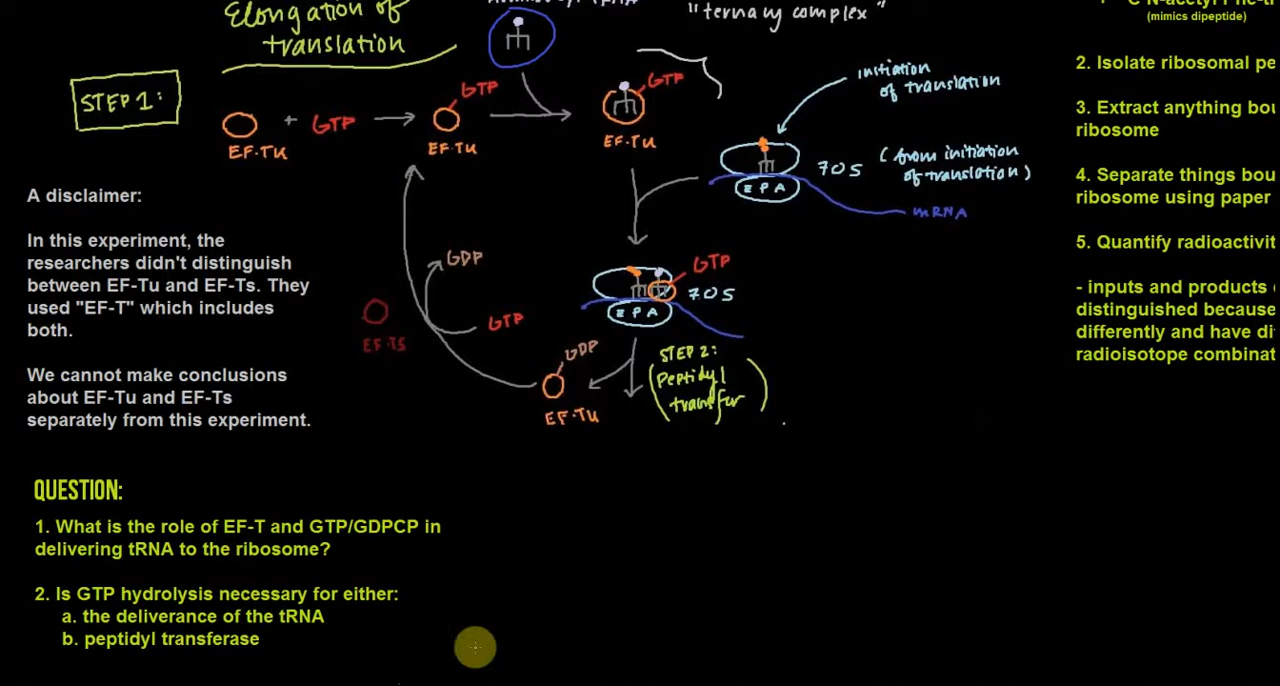 Elongation of
translation
"ternary complex"
STEP 1:
EF-Tu
+
GTP
GTP
EF-Tu
GTP
EF-Tu
initiation
of translation
70S
(from initiation
of translation)
E P A
mRNA
A disclaimer:
In this experiment, the
researchers didn't distinguish
between EF-Tu and EF-Ts. They
used "EF-T" which includes
both.
We cannot make conclusions
about EF-Tu and EF-Ts
separately from this experiment.
GDP
GTP
EF-TS
GTP
70S
E P A
GDP
EF-Tu
STEP 2:
(Peptidyl
transfer)
QUESTION:
1. What is the role of EF-T and GTP/GDPCP in
delivering tRNA to the ribosome?
2. Is GTP hydrolysis necessary for either:
a. the deliverance of the tRNA
b. peptidyl transferase
(mimics dipeptide)
2. Isolate ribosomal pe
3. Extract anything bou
ribosome
4. Separate things bou
ribosome using paper
5. Quantify radioactivit
- inputs and products
distinguished because
differently and have di
radioisotope combinat